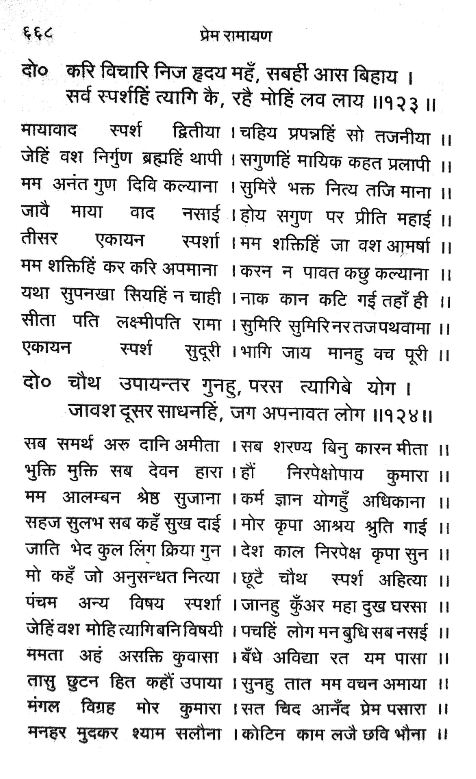 ६६८ प्रेम रामायण
दो० करि विचारि निज हृदय महँ, सबहीं आस बिहाय ।
सर्व स्पर्शहिं त्यागि कै, रहै मोहिं लव लाय ॥१२३॥
मायावाद स्पर्श द्वितीया । चहिय प्रपन्नहिं सो तजनीया ॥
जेहिं वश निर्गुण ब्रह्महिं थापी । सगुणहिं मायिक कहत प्रलापी ॥
मम अनंत गुण दिवि कल्याना । सुमिरै भक्त नित्य तजि माना ॥
जावै माया वाद नसाई । होय सगुण पर प्रीति महाई ॥
तीसर एकायन स्पर्शा । मम शक्तिहिं जा वश आमर्षा ॥
मम शक्तिहिं कर करि अपमाना । करन न पावत कछु कल्याना ॥
यथा सुपनखा सियहिं न चाही । नाक कान कटि गई तहाँ ही ॥
सीता पति लक्ष्मीपति रामा । सुमिरि सुमिरि नर तज पथ वामा ॥
एकायन स्पर्श सुदूरी । भागि जाय मानहु वच पूरी ॥
दो० चौथ उपायन्तर गुनहु, परस त्यागिबे योग ।
जावश दूसर साधनहिं, जग अपनावत लोग ॥१२४॥
सब समर्थ अरु दानि अमीता । सब शरण्य बिनु कारन मीता ॥
भुक्ति मुक्ति सब देवन हारा । हौं निरपेक्षोपाय कुमारा ॥
मम आलम्बन श्रेष्ठ सुजाना । कर्म ज्ञान योगहुँ अधिकाना ॥
सहज सुलभ सब कहँ सुख दाई । मोर कृपा आश्रय श्रुति गाई ॥
जाति भेद कुल लिंग क्रिया गुन । देश काल निरपेक्ष कृपा सुन ॥
मो कहँ जो अनुसन्धत नित्या । छूटै चौथ स्पर्श अहित्या ॥
पंचम अन्य विषय स्पर्शा । जानहु कुँअर महा दुख घरसा ॥
जेहिं वश मोहि त्यागि बनि विषयी । पचहिं लोग मन बुधि सब नसई ॥
ममता अहं असक्ति कुवासा । बँधे अविद्या रत यम पासा ॥
तासु छुटन हित कहौं उपाया । सुनहु तात मम वचन अमाया ॥
मंगल विग्रह मोर कुमारा । सत चिद आनँद प्रेम पसारा ॥
मनहर मुदकर श्याम सलौना । कोटिन काम लजै छवि भौना ॥